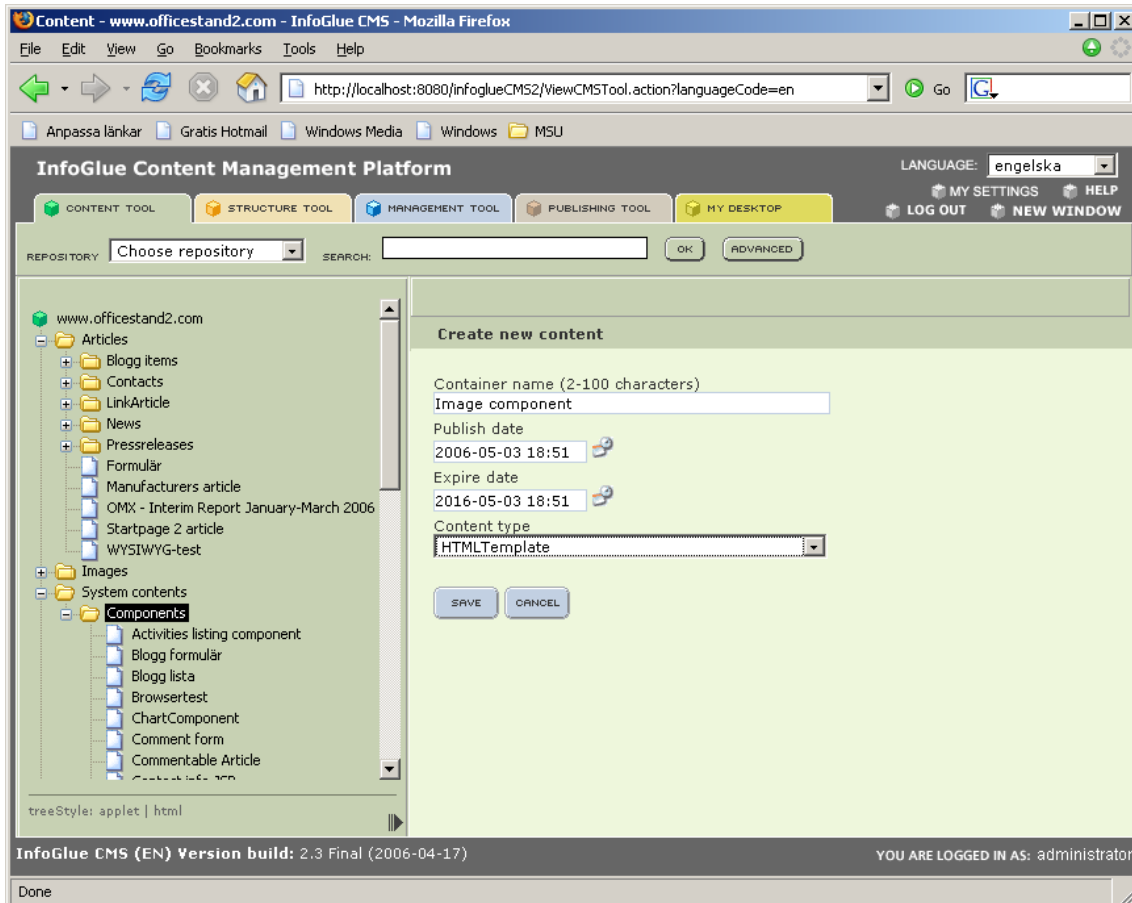 Content - www.officestand2.com - InfoGlue CMS - Mozilla Firefox
File Edit View Go Bookmarks Tools Help
http://localhost:8080/infoglueCMS2/ViewCMSTool.action?languageCode=en
Go
G
Anpassa länkar Gratis Hotmail Windows Media Windows MSU
InfoGlue Content Management Platform
LANGUAGE: engelska
MY SETTINGS HELP
LOG OUT NEW WINDOW
CONTENT TOOL STRUCTURE TOOL MANAGEMENT TOOL PUBLISHING TOOL MY DESKTOP
REPOSITORY Choose repository SEARCH: OK ADVANCED
www.officestand2.com
Articles
Blogg items
Contacts
LinkArticle
News
Pressreleases
Formulär
Manufacturers article
OMX - Interim Report January-March 2006
Startpage 2 article
WYSIWYG-test
Images
System contents
Components
Activities listing component
Blogg formulär
Blogg lista
Browsertest
ChartComponent
Comment form
Commentable Article
treeStyle: applet | html
Create new content
Container name (2-100 characters)
Image component
Publish date
2006-05-03 18:51
Expire date
2016-05-03 18:51
Content type
HTMLTemplate
SAVE CANCEL
InfoGlue CMS (EN) Version build: 2.3 Final (2006-04-17)
YOU ARE LOGGED IN AS: administrator
Done